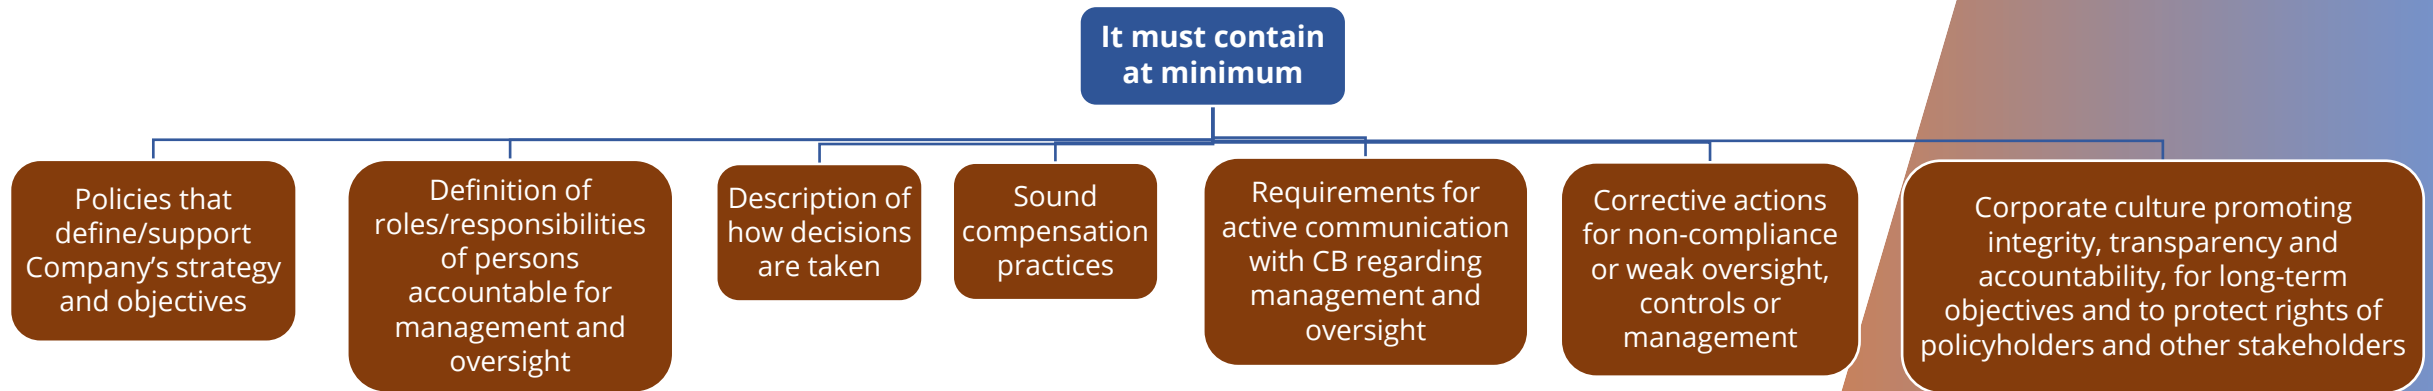 It must contain
at minimum
Policies that
define/support
Company’s strategy
and objectives
Definition of
roles/responsibilities
of persons
accountable for
management and
oversight
Description of
how decisions
are taken
Sound
compensation
practices
Requirements for
active communication
with CB regarding
management and
oversight
Corrective actions
for non-compliance
or weak oversight,
controls or
management
Corporate culture promoting
integrity, transparency and
accountability, for long-term
objectives and to protect rights of
policyholders and other stakeholders